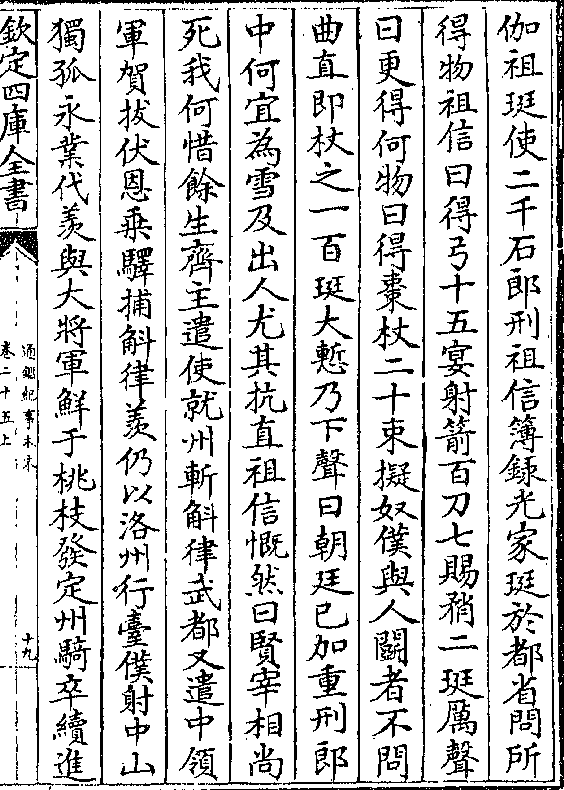 伽祖珽使二千石郎刑祖信簿録光家珽於都省問所
得物祖信曰得弓十五宴射箭百刀七賜矟二珽厲聲
曰更得何物曰得棗杖二十束擬奴僕與人鬭者不問
曲直即杖之一百珽大慙乃下聲曰朝廷已加重刑郎
中何宜為雪及出人尤其抗直祖信慨然曰賢宰相尚
死我何惜餘生齊主遣使就州斬斛律武都又遣中領
軍賀拔伏恩乗驛捕斛律羡仍以洛州行臺僕射中山
獨孤永業代羡與大將軍鮮于桃枝發定州騎卒續進
欽定四庫全書
通鑑紀事本末
卷二十五上
十九